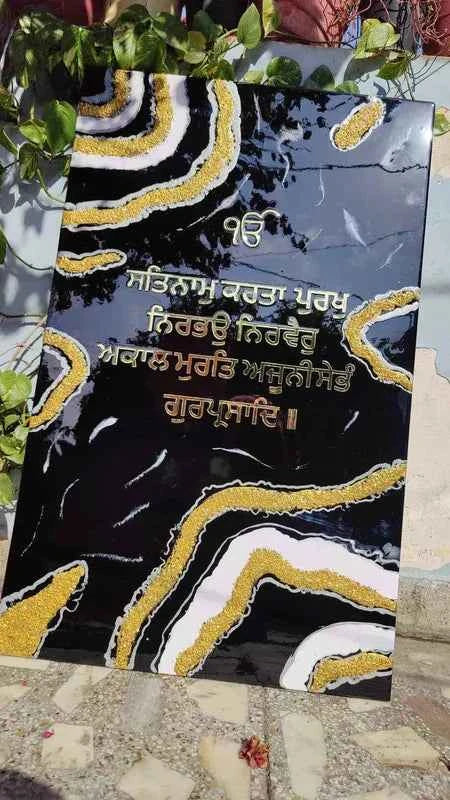 ੴ
ਸਤਿਨਾਮੁ ਕਰਤਾ ਪੁਰਖੁ
ਨਿਰਭਉ ਨਿਰਵੈਰੁ
ਅਕਾਲ ਮੁਰਤਿ ਅਜੂਨੀ ਸੇਭੰ
ਗੁਰਪ੍ਰਸਾਦਿ ॥